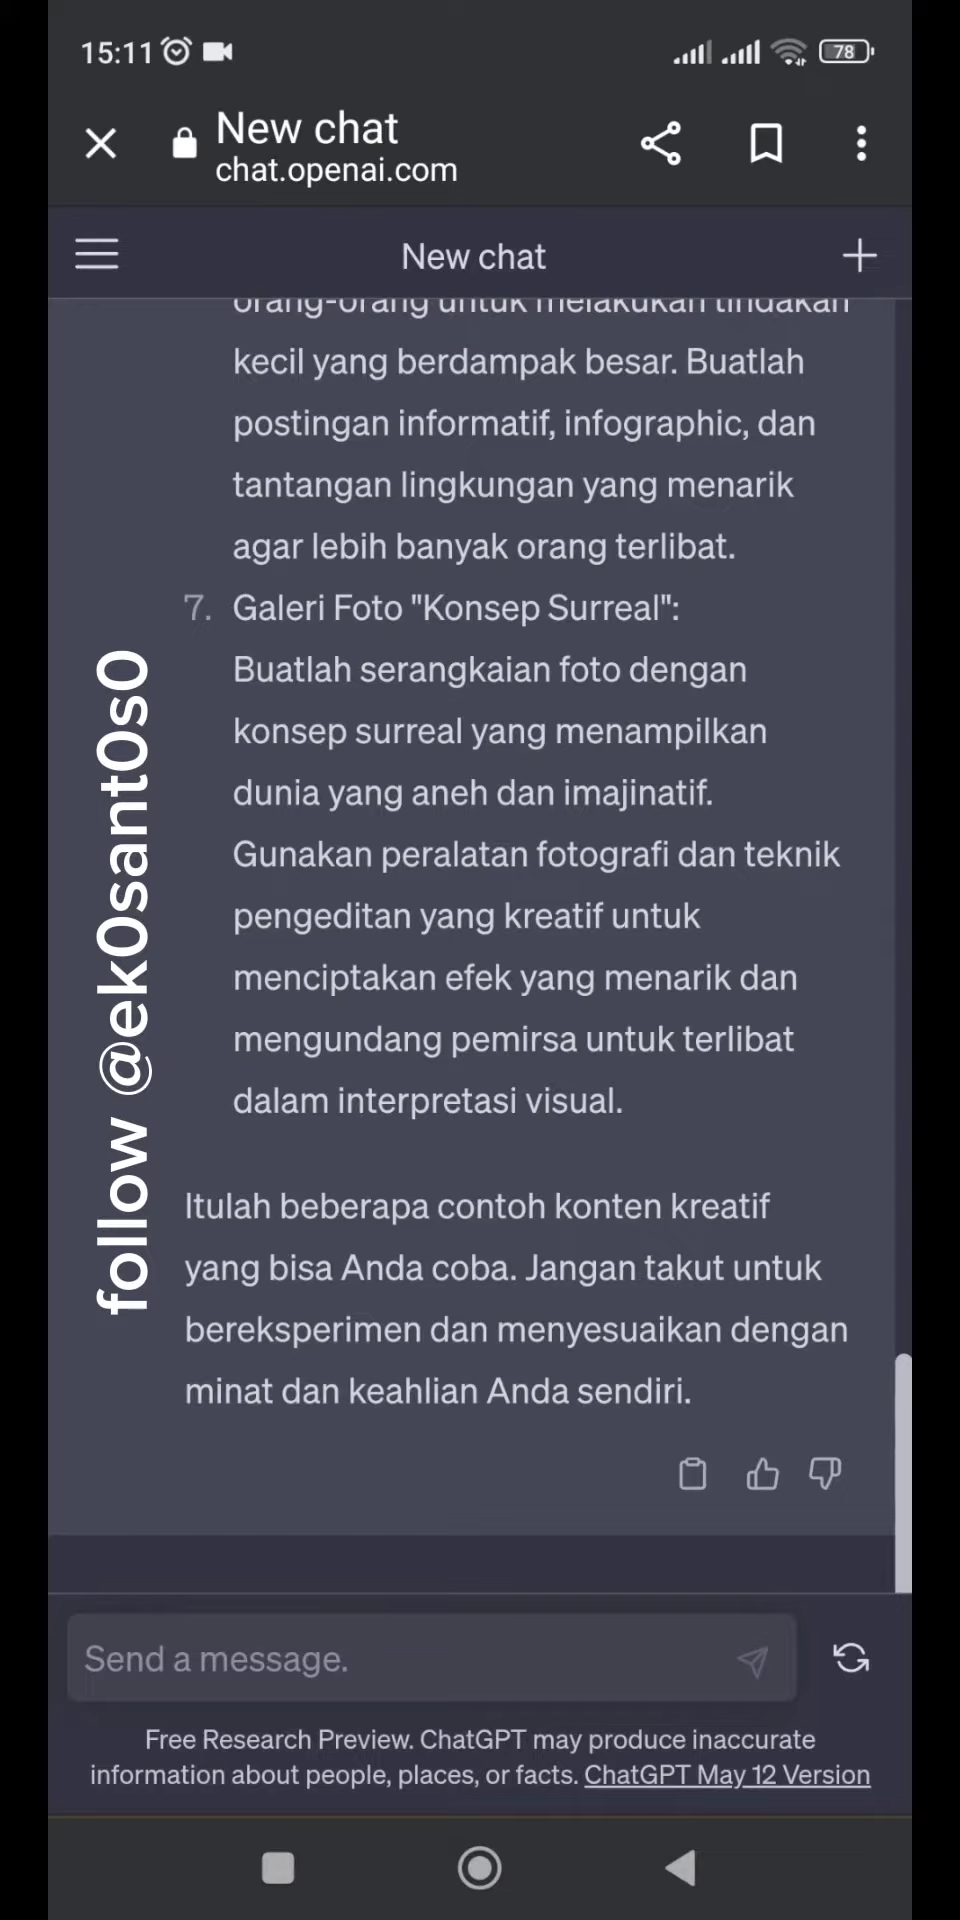 15:11
78
New chat
chat.openai.com
New chat
orang-orang untuk melakukan tindakan
kecil yang berdampak besar. Buatlah
postingan informatif, infographic, dan
tantangan lingkungan yang menarik
agar lebih banyak orang terlibat.
7. Galeri Foto "Konsep Surreal":
Buatlah serangkaian foto dengan
konsep surreal yang menampilkan
dunia yang aneh dan imajinatif.
Gunakan peralatan fotografi dan teknik
pengeditan yang kreatif untuk
menciptakan efek yang menarik dan
mengundang pemirsa untuk terlibat
dalam interpretasi visual.
Itulah beberapa contoh konten kreatif
yang bisa Anda coba. Jangan takut untuk
bereksperimen dan menyesuaikan dengan
minat dan keahlian Anda sendiri.
follow @ek0sant0s0
Send a message.
Free Research Preview. ChatGPT may produce inaccurate
information about people, places, or facts. ChatGPT May 12 Version